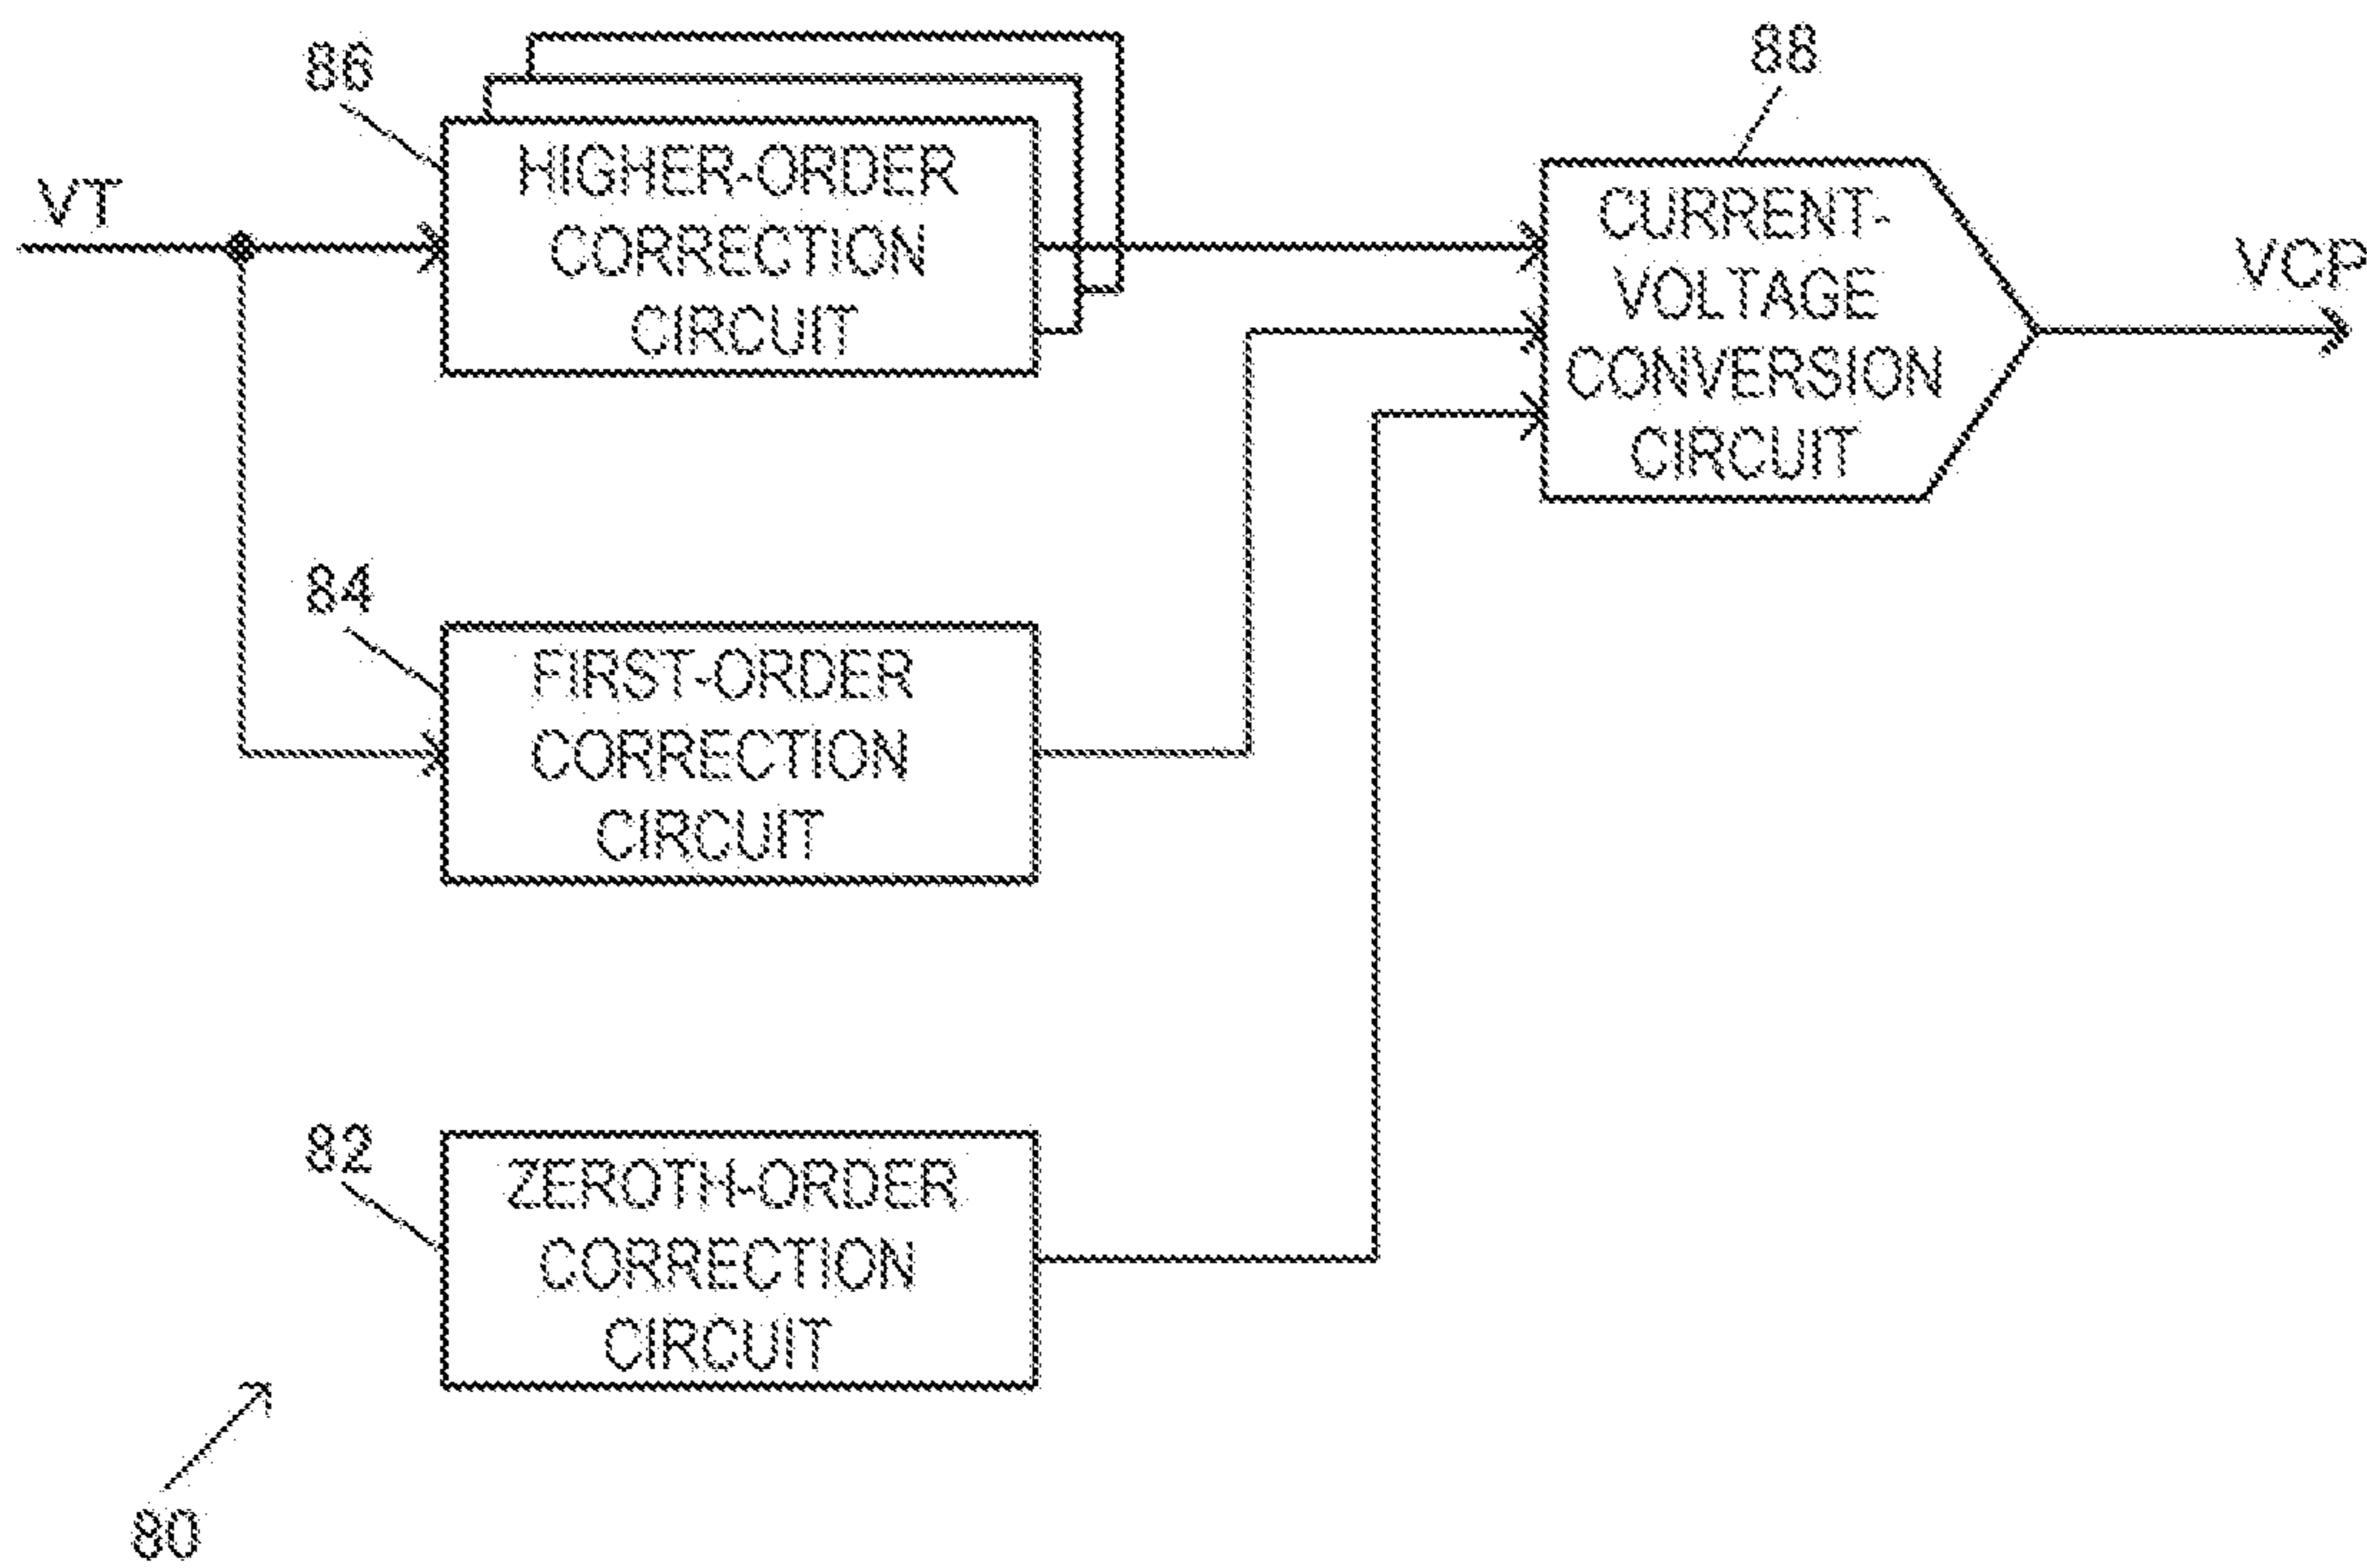 86
88
VT
HIGHER-ORDER
CORRECTION
CIRCUIT
CURRENT-
VOLTAGE
CONVERSION
CIRCUIT
VCP
84
FIRST-ORDER
CORRECTION
CIRCUIT
82
ZEROTH-ORDER
CORRECTION
CIRCUIT
80